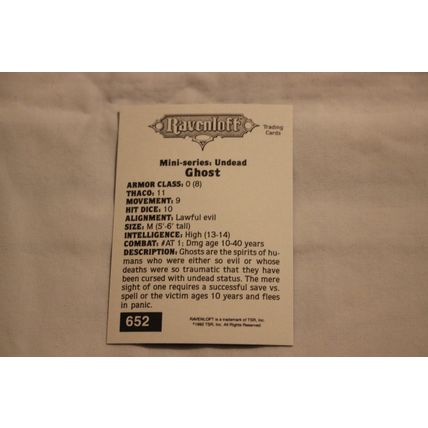 Ravenloft
Trading
Cards
Mini-series: Undead
Ghost
ARMOR CLASS: 0 (8)
THACO: 11
MOVEMENT: 9
HIT DICE: 10
ALIGNMENT: Lawful evil
SIZE: M (5'-6' tall)
INTELLIGENCE: High (13-14)
COMBAT: #AT 1; Dmg age 10-40 years
DESCRIPTION: Ghosts are the spirits of hu-
mans who were either so evil or whose
deaths were so traumatic that they have
been cursed with undead status. The mere
sight of one requires a successful save vs.
spell or the victim ages 10 years and flees
in panic.
652
RAVENLOFT is a trademark of TSR, Inc.
©1992 TSR, Inc. All Rights Reserved.